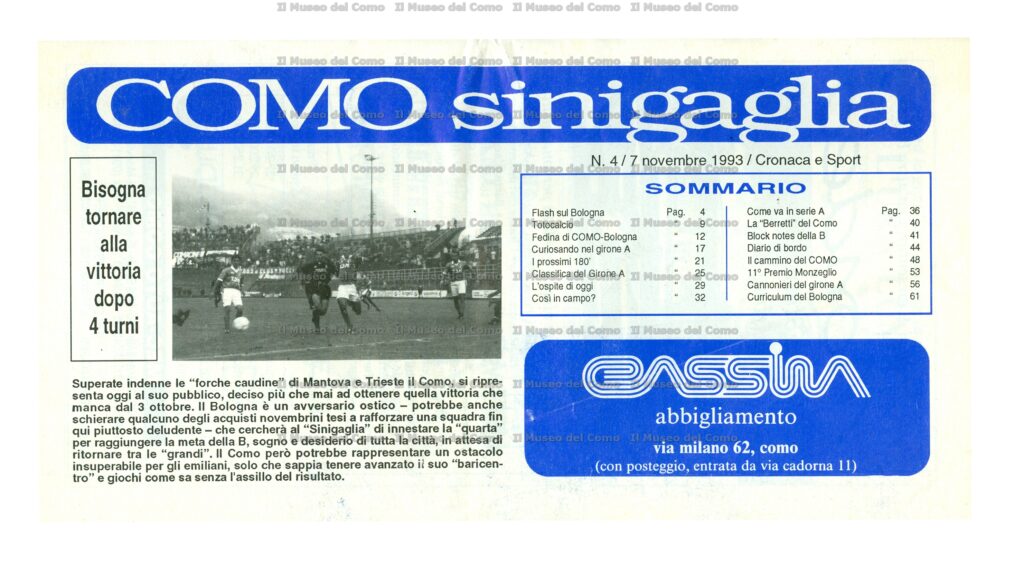 COMO sinigaglia
N. 4 / 7 novembre 1993 / Cronaca e Sport
Bisogna
tornare
alla
vittoria
dopo
4 turni
SOMMARIO
Flash sul Bologna Pag. 4
Totocalcio " 9
Fedina di COMO-Bologna " 12
Curiosando nel girone A " 17
I prossimi 180' " 21
Classifica del Girone A " 25
L'ospite di oggi " 29
Così in campo? " 32
Come va in serie A Pag. 36
La "Berretti" del Como " 40
Block notes della B " 41
Diario di bordo " 44
Il cammino del COMO " 48
11° Premio Monzeglio " 53
Cannonieri del girone A " 56
Curriculum del Bologna " 61
Superate indenne le "forche caudine" di Mantova e Trieste il Como, si ripre-
senta oggi al suo pubblico, deciso più che mai ad ottenere quella vittoria che
manca dal 3 ottobre. Il Bologna è un avversario ostico – potrebbe anche
schierare qualcuno degli acquisti novembrini tesi a rafforzare una squadra fin
qui piuttosto deludente – che cercherà al "Sinigaglia" di innestare la "quarta"
per raggiungere la meta della B, sogno e desiderio di tutta la città, in attesa di
ritornare tra le "grandi". Il Como però potrebbe rappresentare un ostacolo
insuperabile per gli emiliani, solo che sappia tenere avanzato il suo "baricen-
tro" e giochi come sa senza l'assillo del risultato.
CASSINA
abbigliamento
via milano 62, como
(con posteggio, entrata da via cadorna 11)
Il Museo del Como